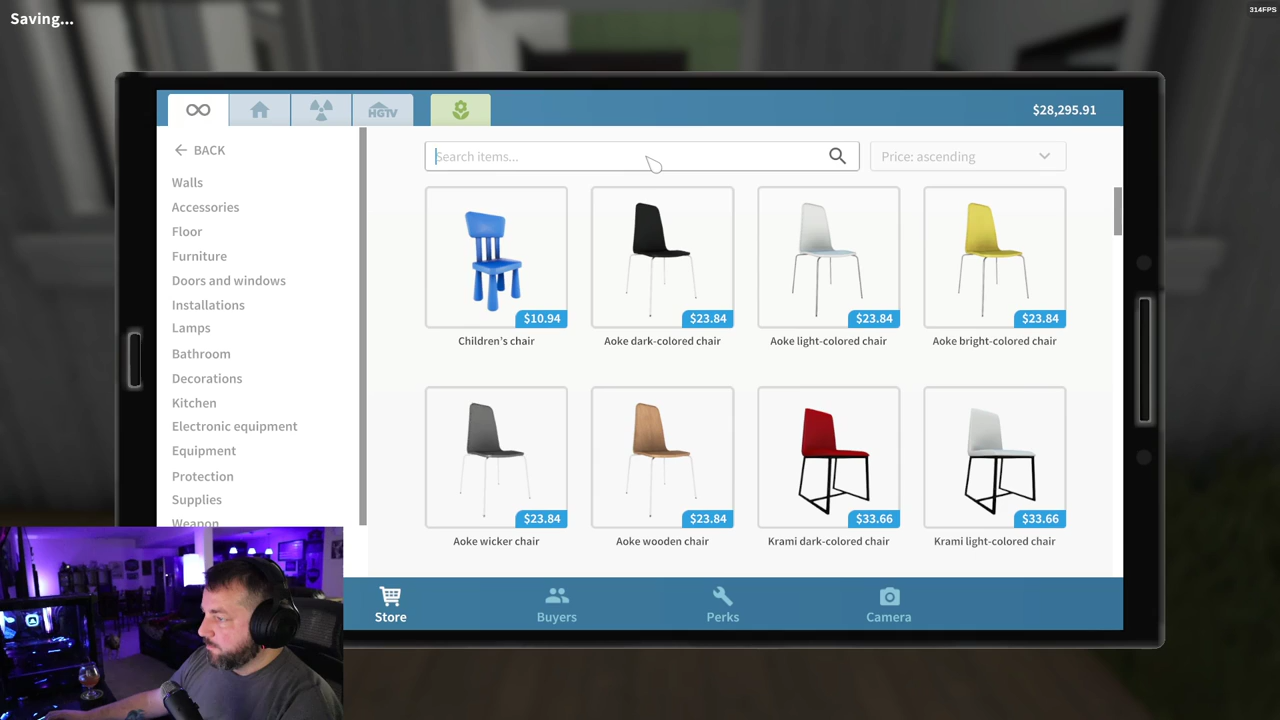 Saving...
314FPS
HGTV
$28,295.91
BACK
Search items...
Price: ascending
Walls
Accessories
Floor
Furniture
Doors and windows
Installations
Lamps
Bathroom
Decorations
Kitchen
Electronic equipment
Equipment
Protection
Supplies
Weapon
$10.94
$23.84
$23.84
$23.84
Children's chair
Aoke dark-colored chair
Aoke light-colored chair
Aoke bright-colored chair
$23.84
$23.84
$33.66
$33.66
Aoke wicker chair
Aoke wooden chair
Krami dark-colored chair
Krami light-colored chair
Store
Buyers
Perks
Camera